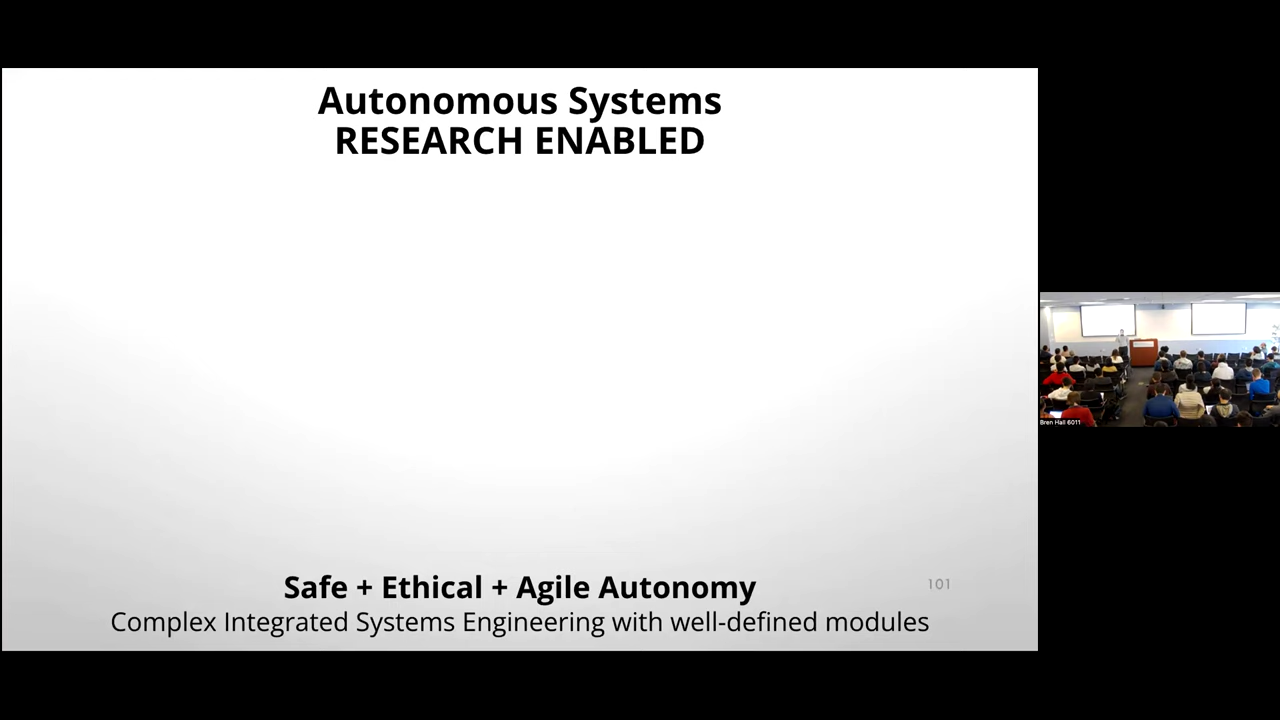 Autonomous Systems
RESEARCH ENABLED
Safe + Ethical + Agile Autonomy
101
Complex Integrated Systems Engineering with well-defined modules
Bren Hall 6011